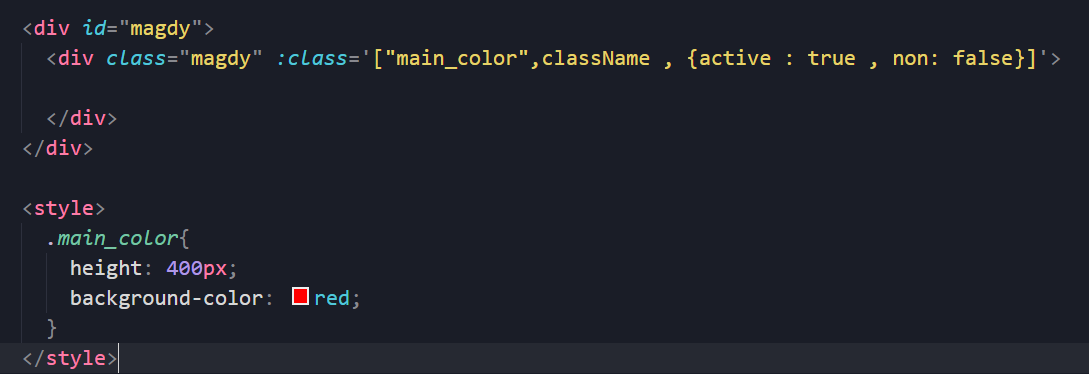 <div id="magdy">
<div class="magdy" :class='["main_color",className , {active : true , non: false}]'>
</div>
</div>
<style>
.main_color{
height: 400px;
background-color: red;
}
</style>